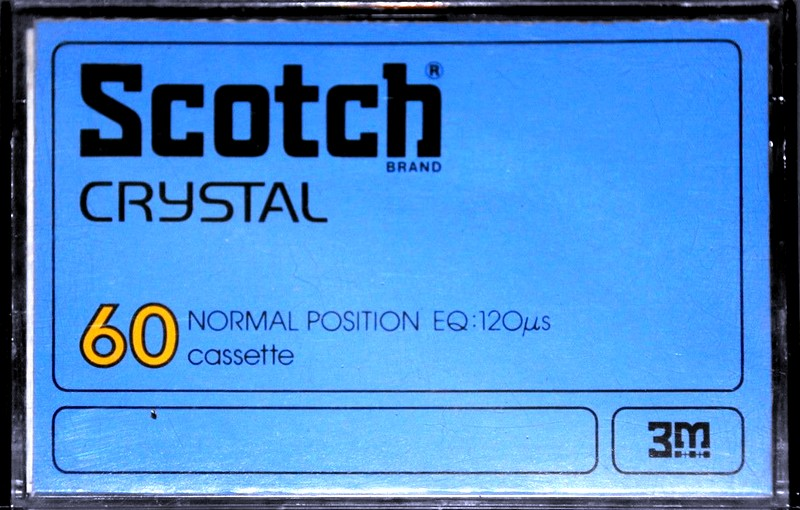 Scotch®
BRAND
CRYSTAL
60 NORMAL POSITION EQ:120µs
cassette
3M